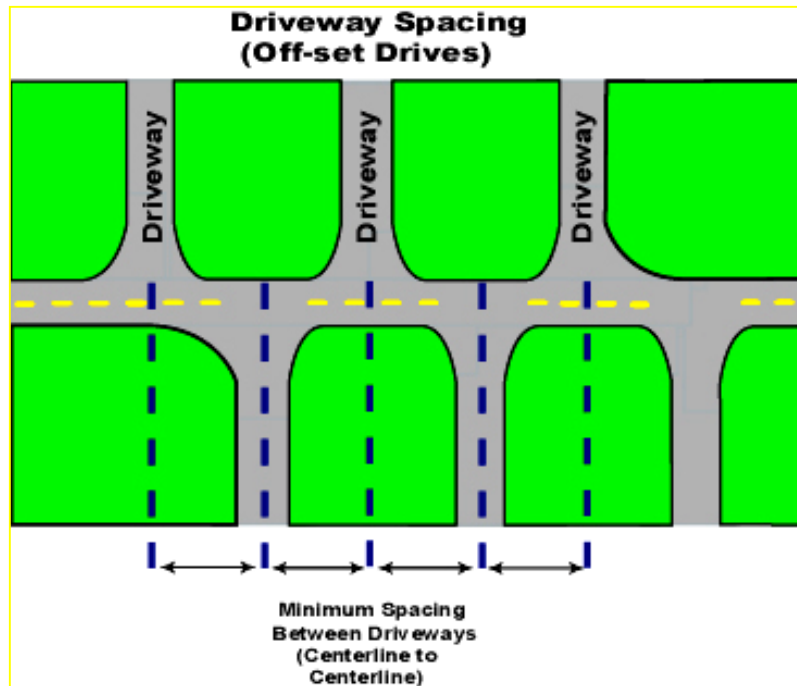 Driveway Spacing
(Off-set Drives)
Driveway
Driveway
Driveway
Minimum Spacing
Between Driveways
(Centerline to
Centerline)